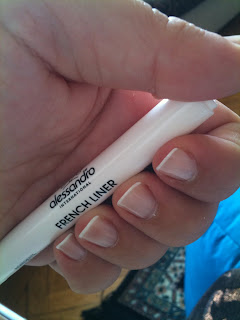 alessandro
INTERNATIONAL
FRENCH LINER